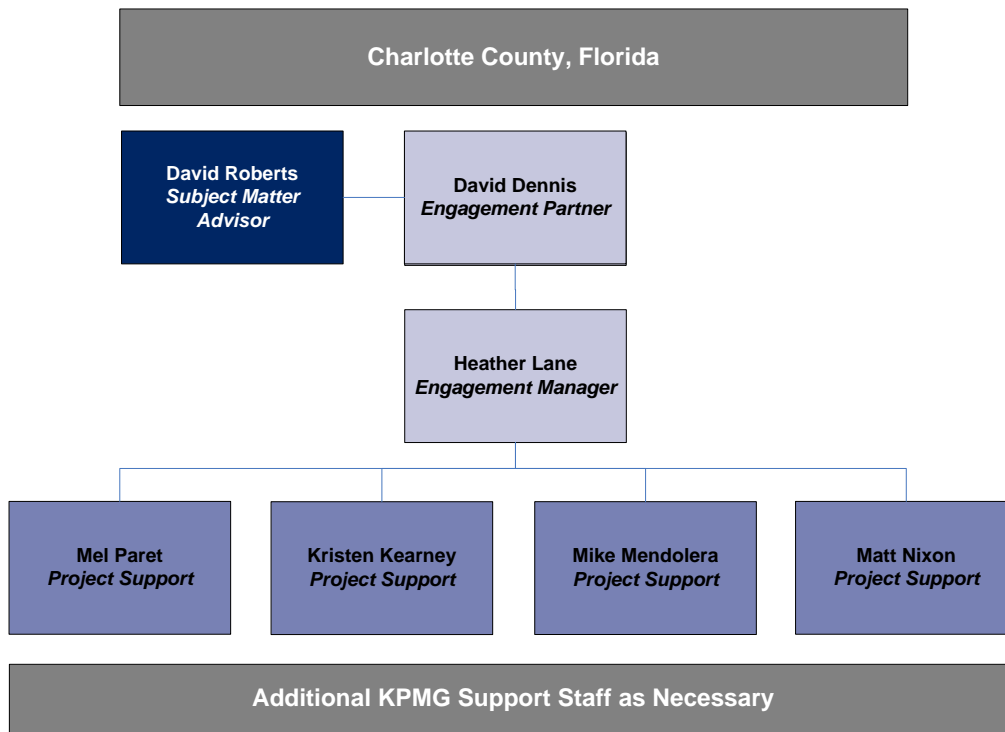 Charlotte County, Florida
David Roberts
Subject Matter
Advisor
David Dennis
Engagement Partner
Heather Lane
Engagement Manager
Mel Paret
Project Support
Kristen Kearney
Project Support
Mike Mendolera
Project Support
Matt Nixon
Project Support
Additional KPMG Support Staff as Necessary